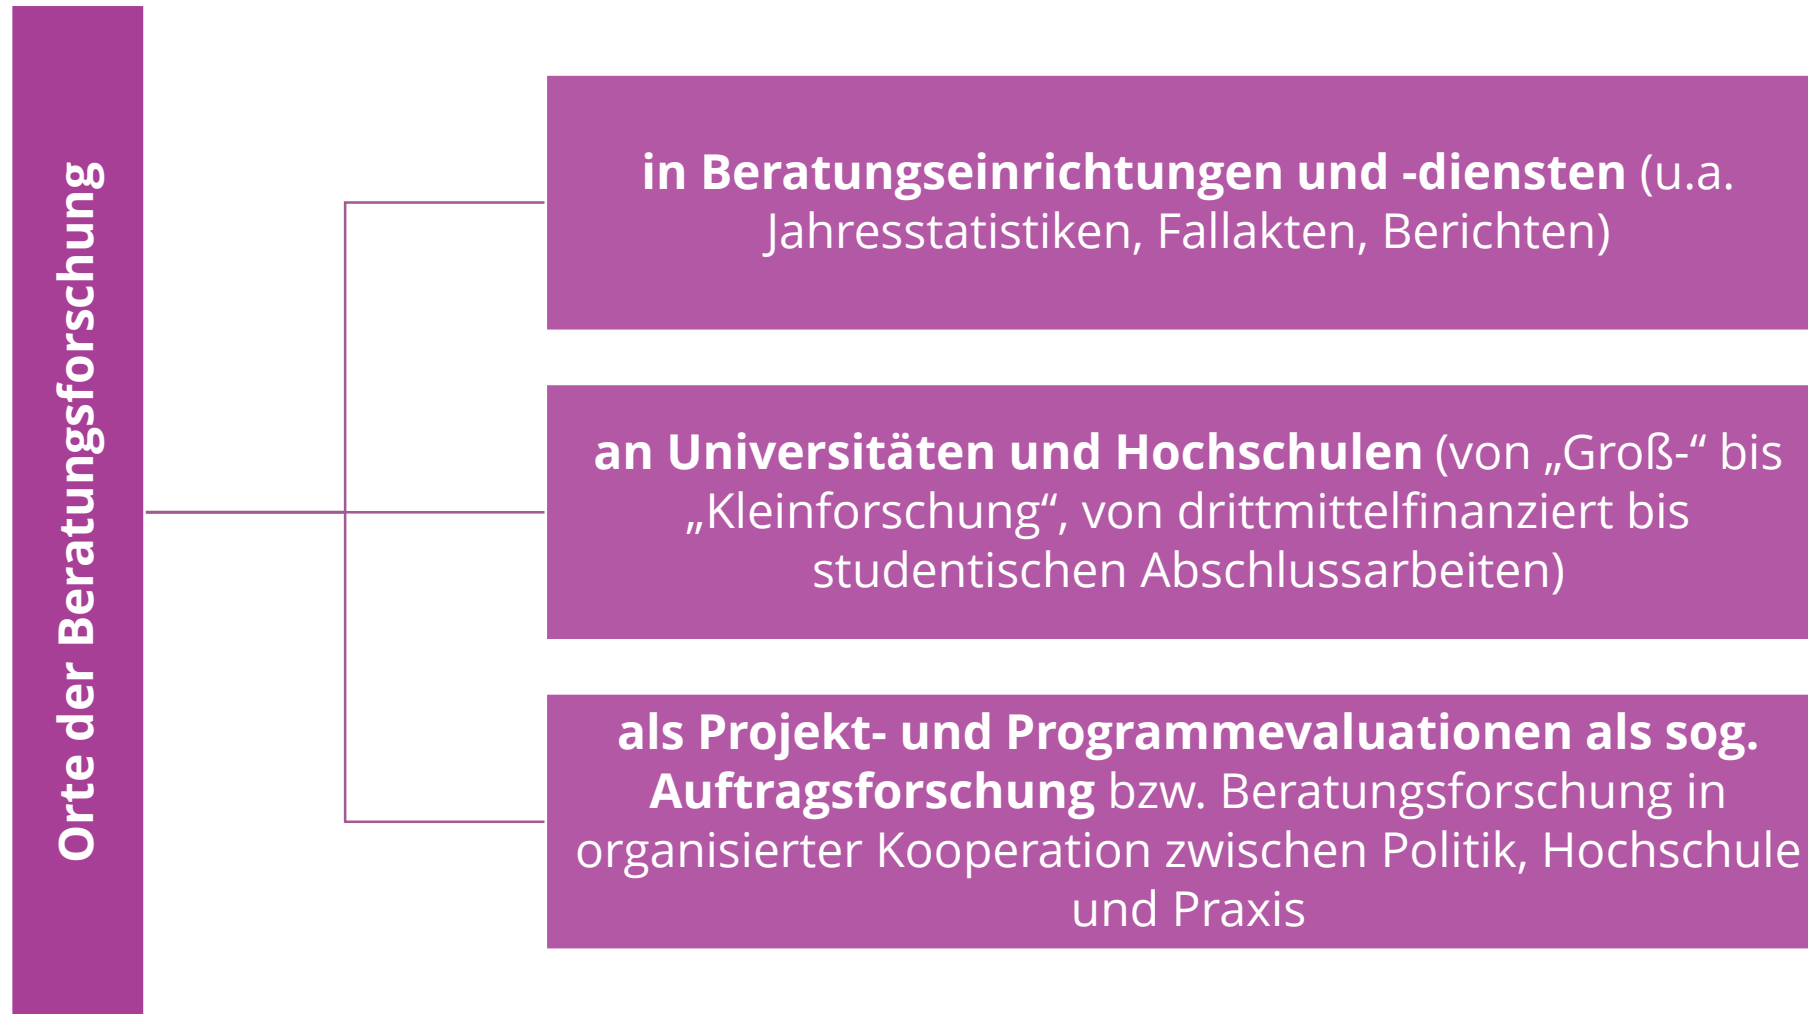 Orte der Beratungsforschung
in Beratungseinrichtungen und -diensten (u.a.
Jahresstatistiken, Fallakten, Berichten)
an Universitäten und Hochschulen (von „Groß-“ bis
„Kleinforschung“, von drittmittelfinanziert bis
studentischen Abschlussarbeiten)
als Projekt- und Programmevaluationen als sog.
Auftragsforschung bzw. Beratungsforschung in
organisierter Kooperation zwischen Politik, Hochschule
und Praxis